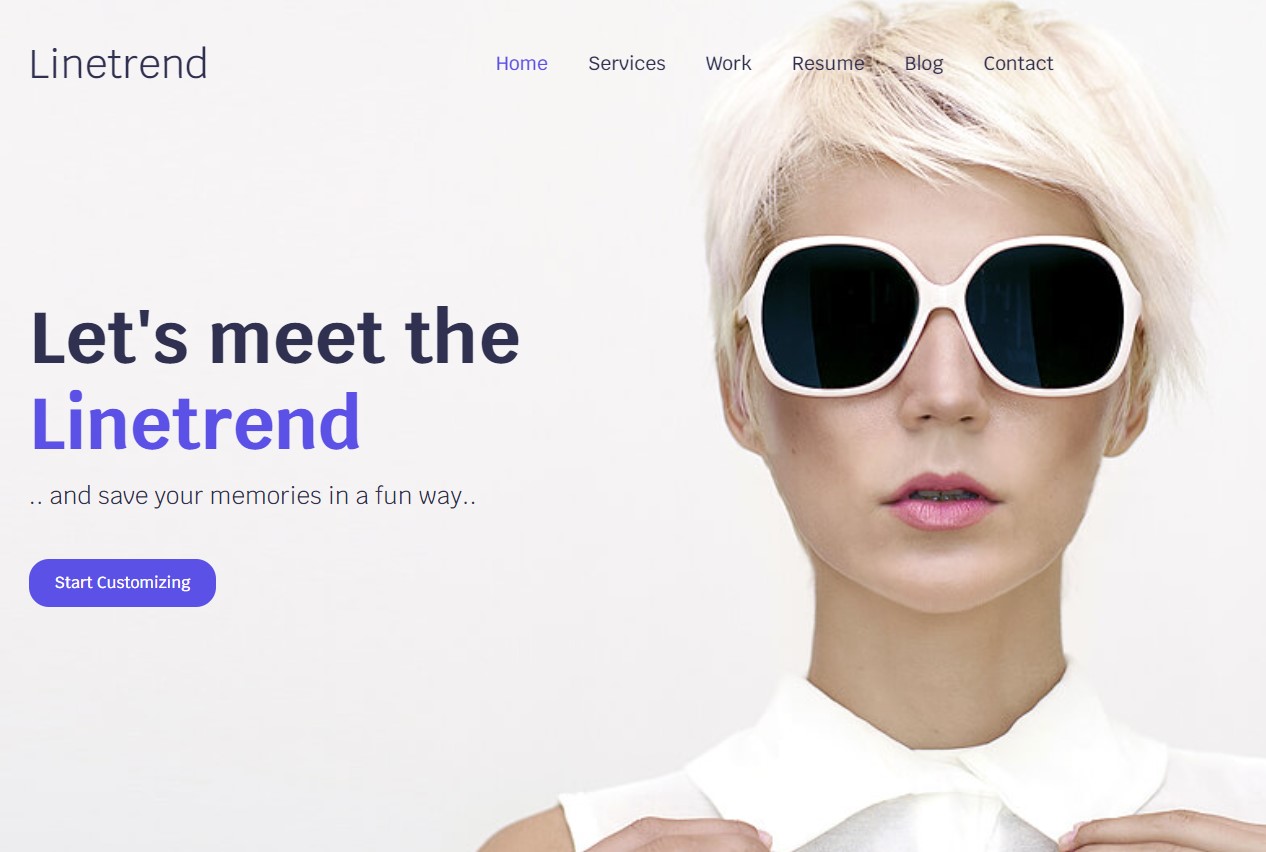 Linetrend
Home Services Work Resume Blog Contact
Let's meet the
Linetrend
.. and save your memories in a fun way..
Start Customizing